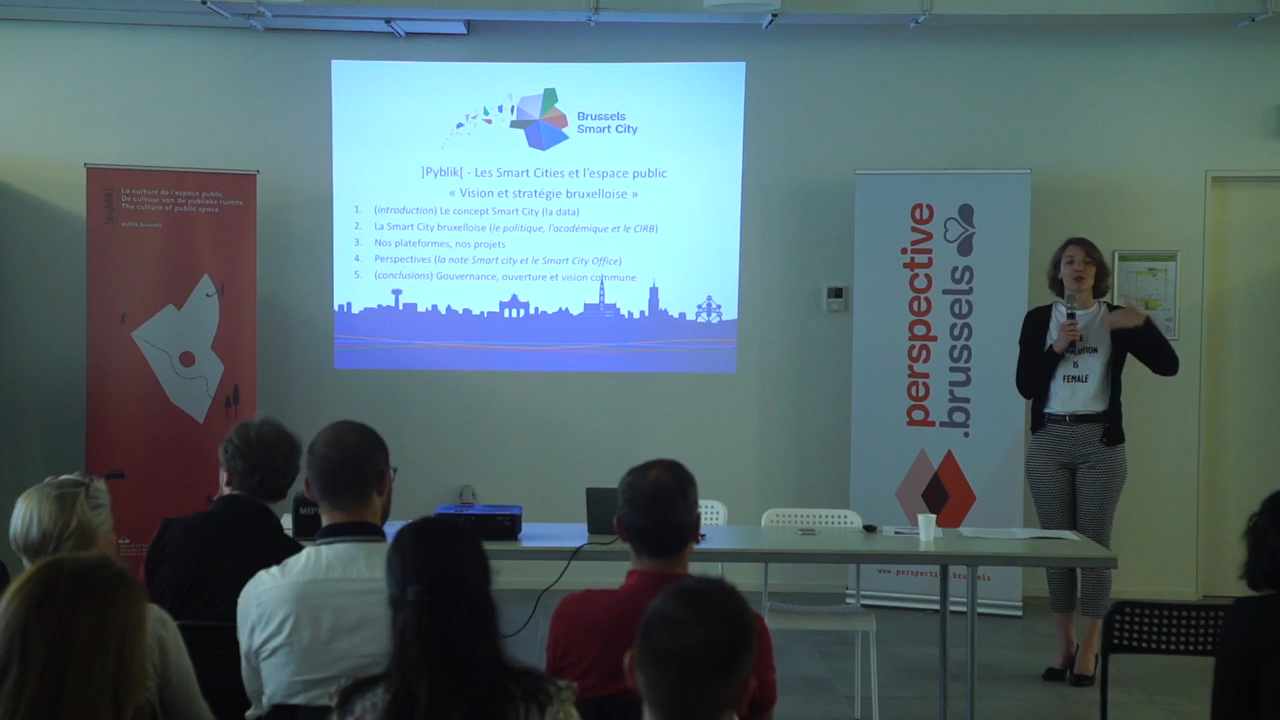 Brussels
Smart City
]Pyblik[ - Les Smart Cities et l'espace public
« Vision et stratégie bruxelloise »
1. (introduction) Le concept Smart City (la data)
2. La Smart City bruxelloise (le politique, l'académique et le CIRB)
3. Nos plateformes, nos projets
4. Perspectives (la note Smart city et le Smart City Office)
5. (conclusions) Gouvernance, ouverture et vision commune
]pyblik[
La culture de l'espace public
De cultuur van de publieke ruimte
The culture of public space
pyblik.brussels
perspective
.brussels
www.perspective.brussels
IS
FEMALE